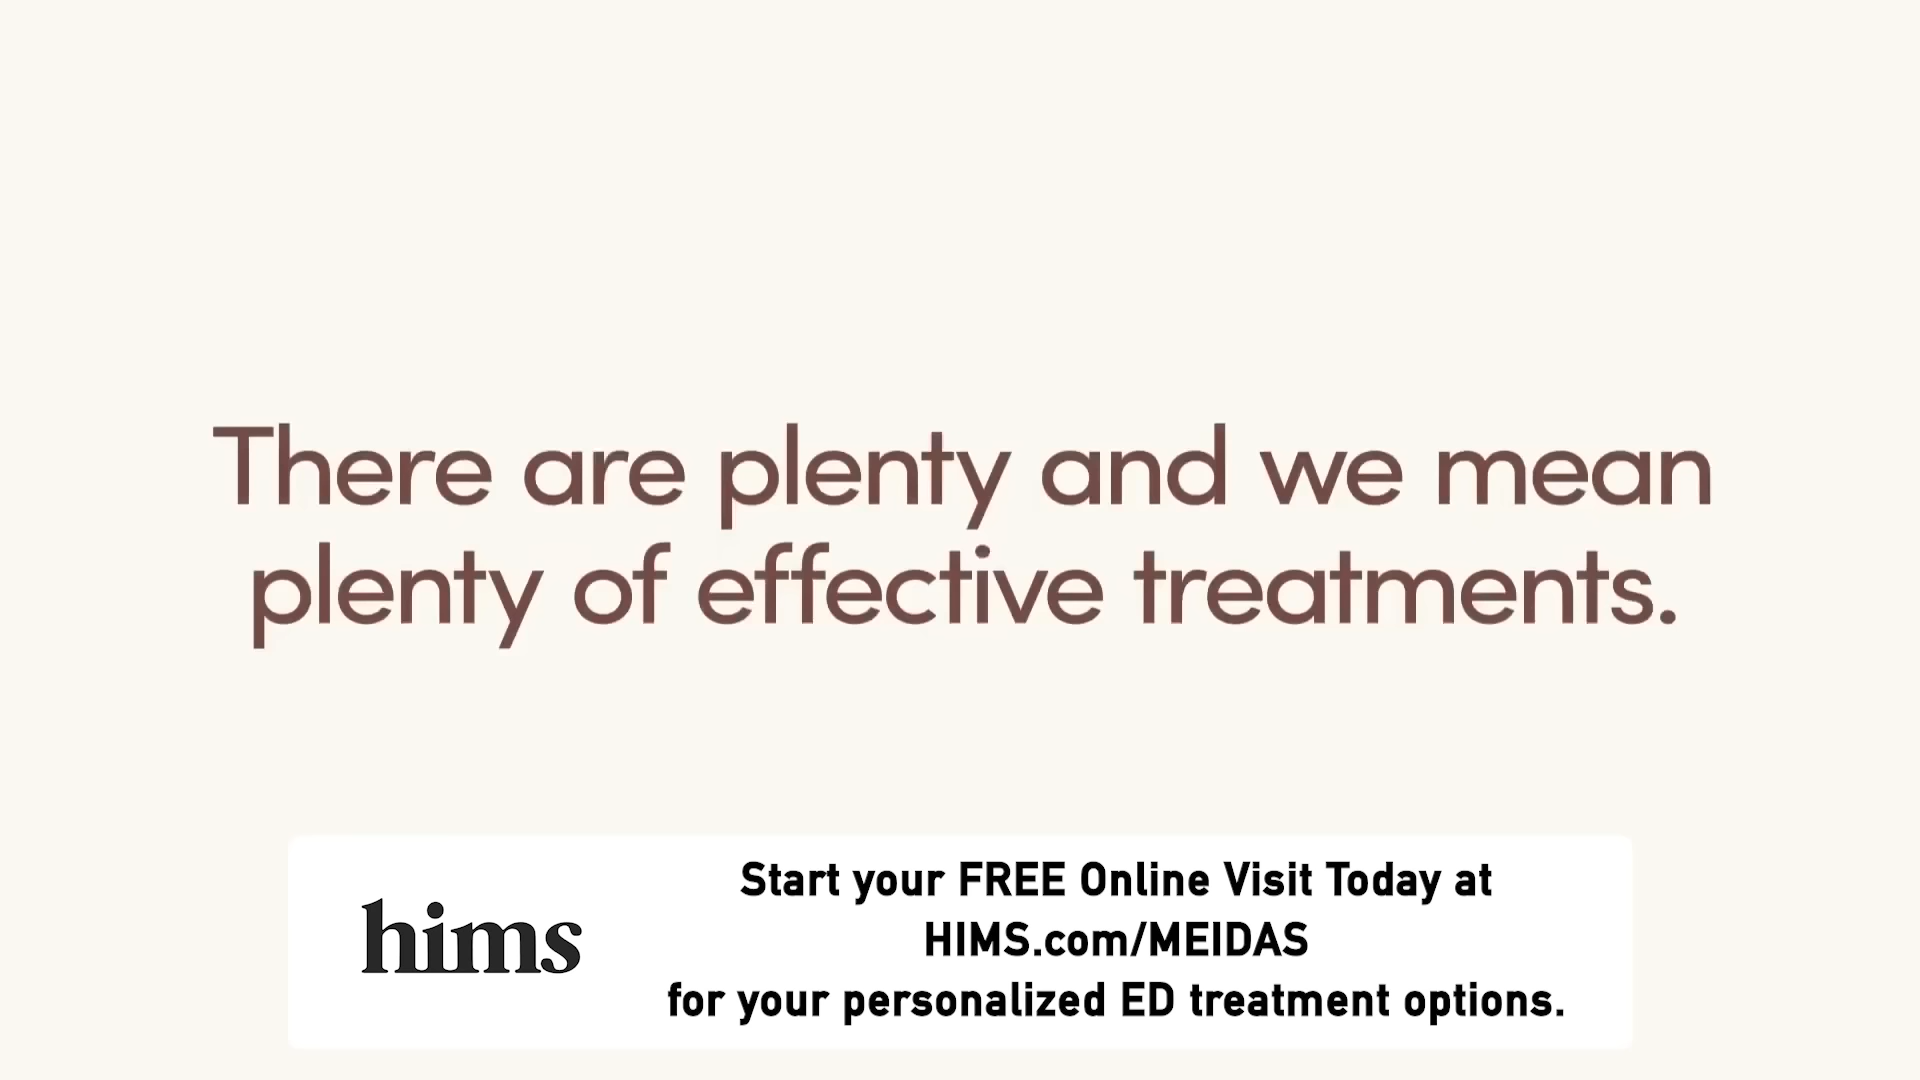 There are plenty and we mean
plenty of effective treatments.
hims
Start your FREE Online Visit Today at
HIMS.com/MEIDAS
for your personalized ED treatment options.